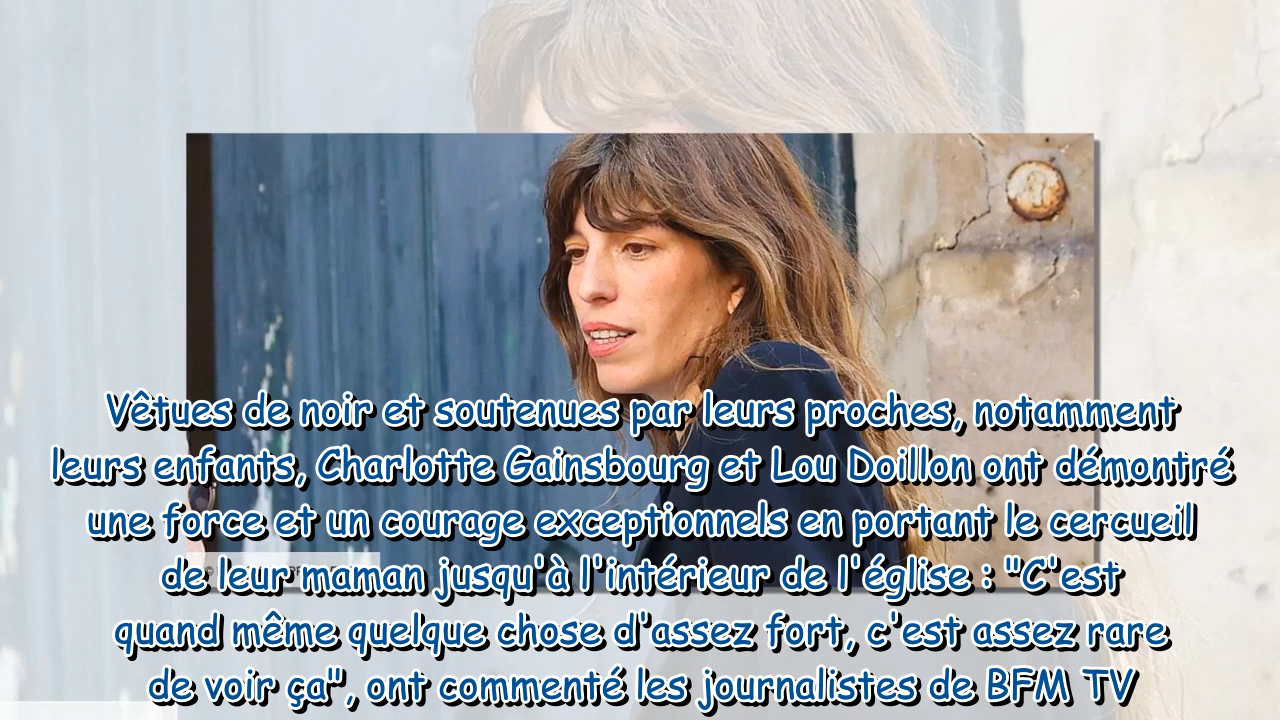 Vêtues de noir et soutenues par leurs proches, notamment
leurs enfants, Charlotte Gainsbourg et Lou Doillon ont démontré
une force et un courage exceptionnels en portant le cercueil
de leur maman jusqu'à l'intérieur de l'église : "C'est
quand même quelque chose d'assez fort, c'est assez rare
de voir ça", ont commenté les journalistes de BFM TV